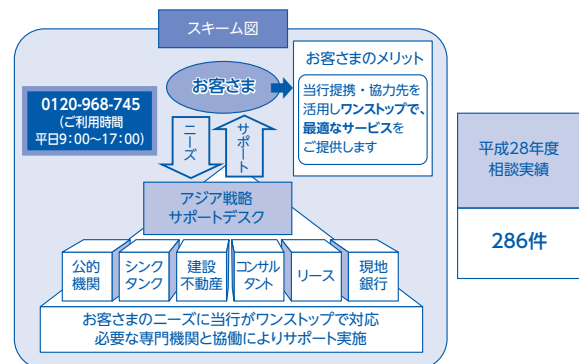 スキーム図
お客さまのメリット
お客さま
当行提携・協力先を
活用しワンストップで、
最適なサービスを
ご提供します
0120-968-745
(ご利用時間
平日9:00〜17:00)
ニーズ
サポート
アジア戦略
サポートデスク
公的
機関
シンク
タンク
建設
不動産
コンサル
タント
リース
現地
銀行
お客さまのニーズに当行がワンストップで対応
必要な専門機関と協働によりサポート実施
平成28年度
相談実績
286件